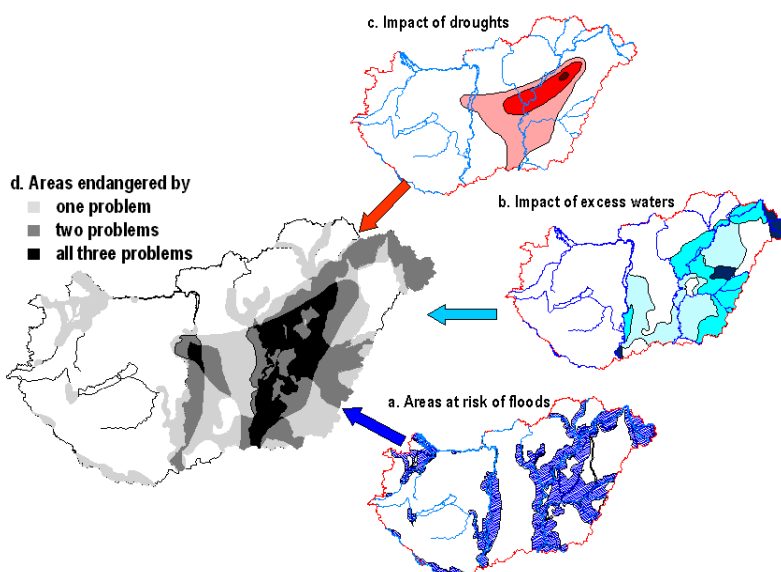 c. Impact of droughts
d. Areas endangered by
one problem
two problems
all three problems
b. Impact of excess waters
a. Areas at risk of floods